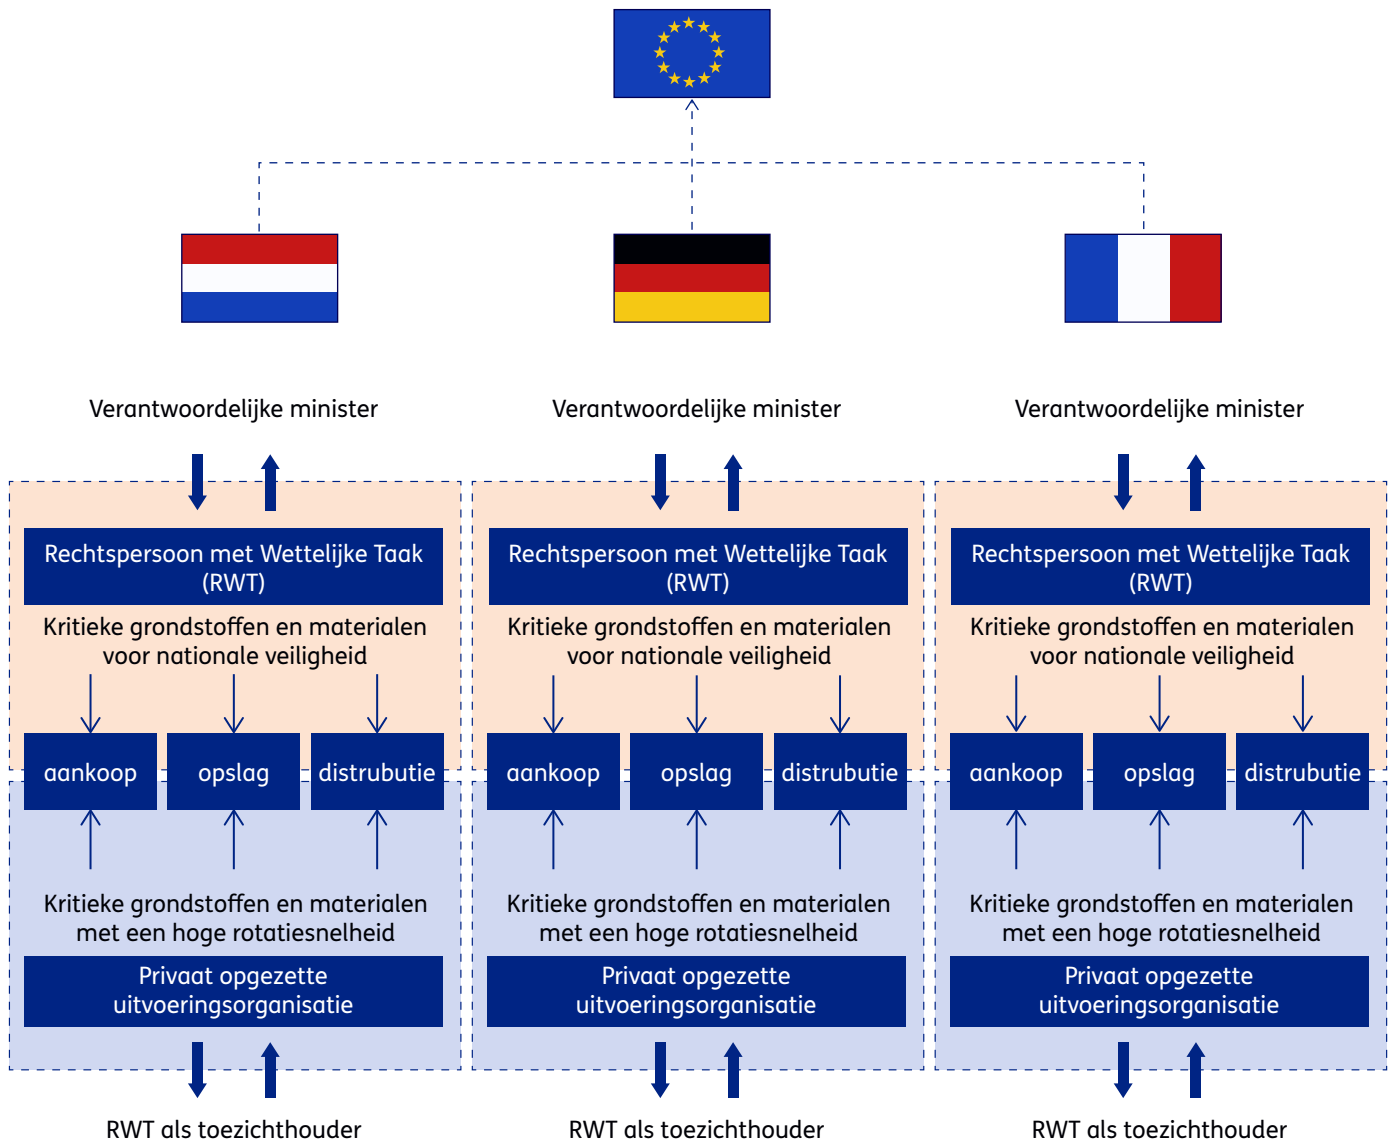 Verantwoordelijke minister
Rechtspersoon met Wettelijke Taak
(RWT)
Kritieke grondstoffen en materialen
voor nationale veiligheid
aankoop
opslag
distrubutie
Kritieke grondstoffen en materialen
met een hoge rotatiesnelheid
Privaat opgezette
uitvoeringsorganisatie
RWT als toezichthouder
Verantwoordelijke minister
Rechtspersoon met Wettelijke Taak
(RWT)
Kritieke grondstoffen en materialen
voor nationale veiligheid
aankoop
opslag
distrubutie
Kritieke grondstoffen en materialen
met een hoge rotatiesnelheid
Privaat opgezette
uitvoeringsorganisatie
RWT als toezichthouder
Verantwoordelijke minister
Rechtspersoon met Wettelijke Taak
(RWT)
Kritieke grondstoffen en materialen
voor nationale veiligheid
aankoop
opslag
distrubutie
Kritieke grondstoffen en materialen
met een hoge rotatiesnelheid
Privaat opgezette
uitvoeringsorganisatie
RWT als toezichthouder